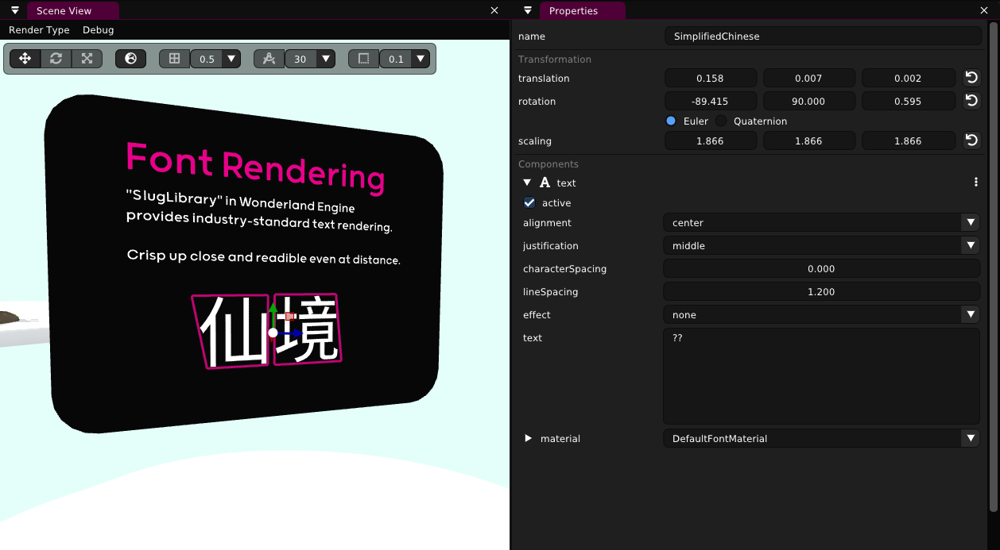 Scene View
Render Type Debug
0.5 30 0.1
Font Rendering
"SlugLibrary" in Wonderland Engine
provides industry-standard text rendering.
Crisp up close and readible even at distance.
仙境
Properties
name SimplifiedChinese
Transformation
translation 0.158 0.007 0.002
rotation -89.415 90.000 0.595
Euler Quaternion
scaling 1.866 1.866 1.866
Components
A text
active
alignment center
justification middle
characterSpacing 0.000
lineSpacing 1.200
effect none
text ??
material DefaultFontMaterial